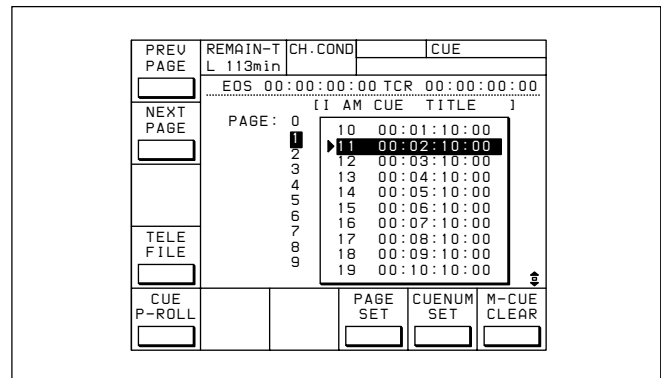 PREV PAGE
REMAIN-T CH.COND CUE
L 113min
EOS 00:00:00:00 TCR 00:00:00:00
[I AM CUE TITLE ]
NEXT PAGE
PAGE: 0
1
2
3
4
5
6
7
8
9
10 00:01:10:00
11 00:02:10:00
12 00:03:10:00
13 00:04:10:00
14 00:05:10:00
15 00:06:10:00
16 00:07:10:00
17 00:08:10:00
18 00:09:10:00
19 00:10:10:00
TELE FILE
CUE P-ROLL
PAGE SET
CUENUM SET
M-CUE CLEAR